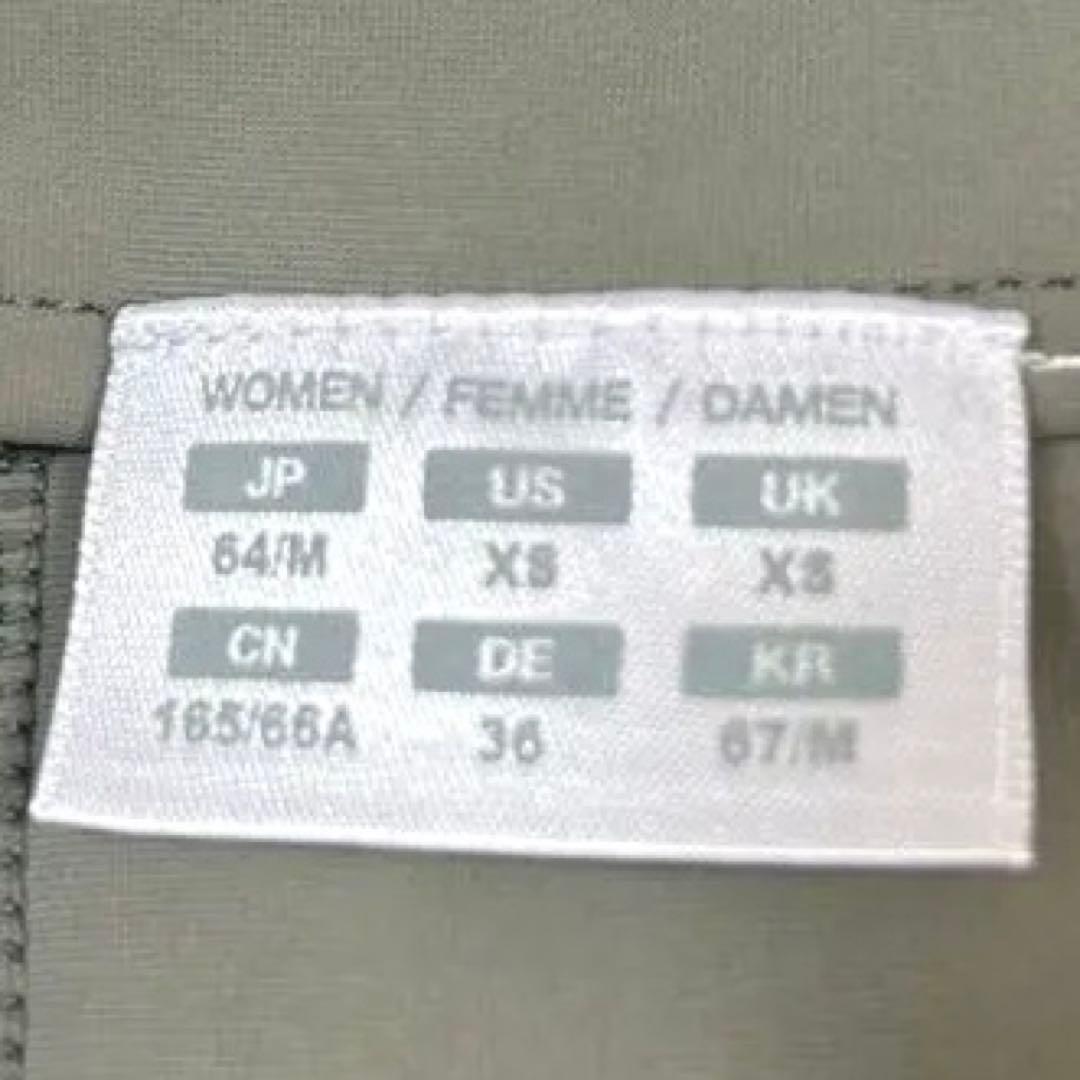 WOMEN / FEMME / DAMEN
JP US UK
64/M XS XS
CN DE KR
165/66A 36 67/M